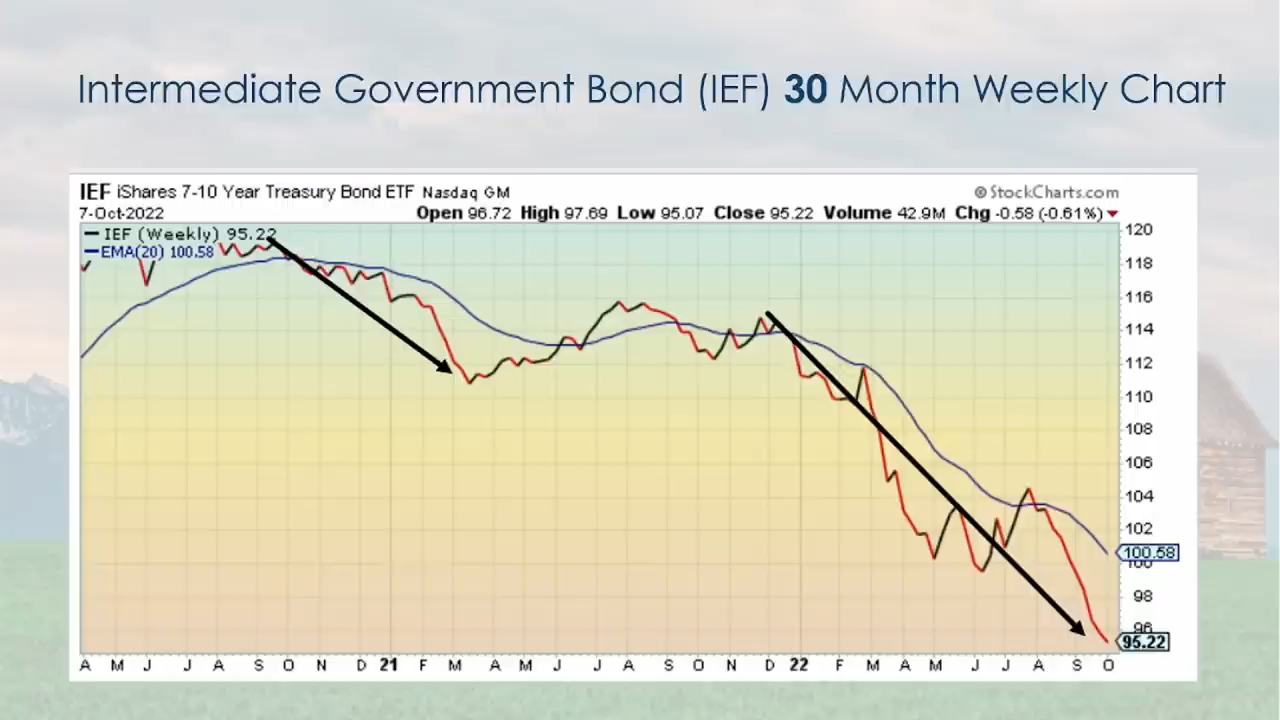 Intermediate Government Bond (IEF) 30 Month Weekly Chart
IEF iShares 7-10 Year Treasury Bond ETF Nasdaq GM
© StockCharts.com
7-Oct-2022
Open 96.72 High 97.69 Low 95.07 Close 95.22 Volume 42.9M Chg -0.58 (-0.61%)
IEF (Weekly) 95.22
EMA(20) 100.58
120
118
116
114
112
110
108
106
104
102
100.58
100
98
96
95.22
A M J J A S O N D 21 F M A M J J A S O N D 22 F M A M J J A S O